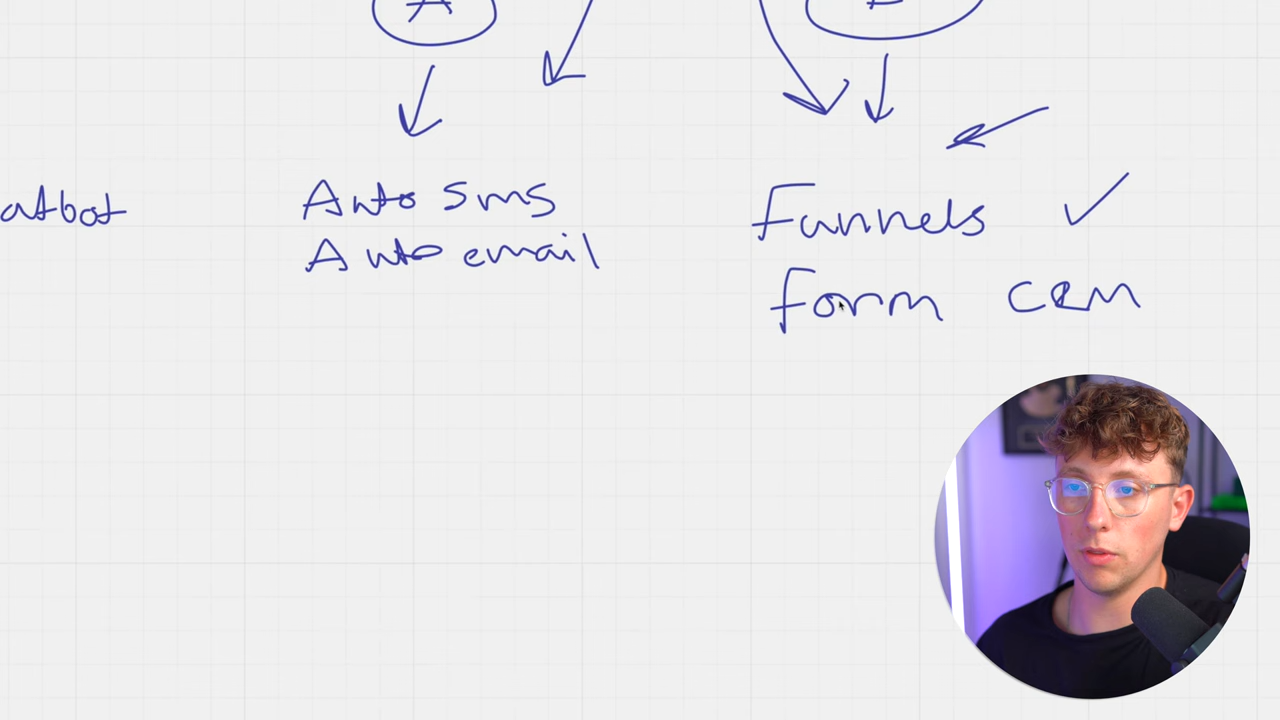 A
atbot
Auto sms
Auto email
Funnels
form CRM